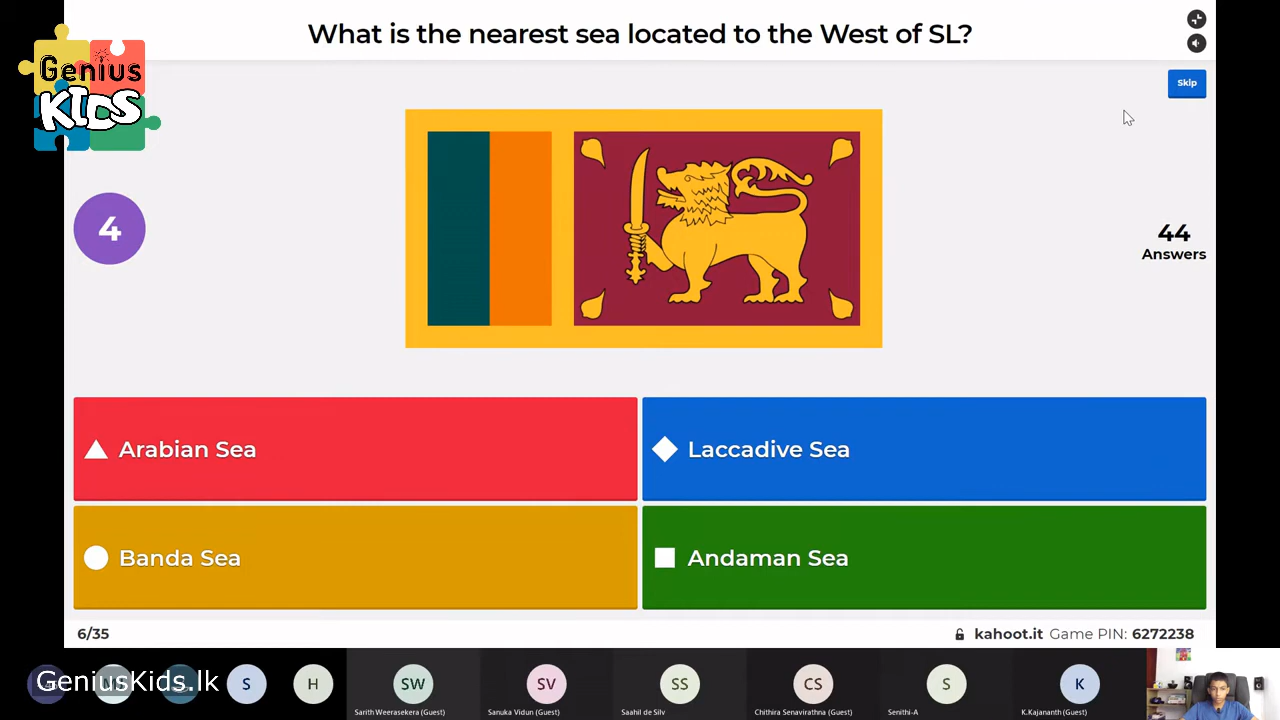 What is the nearest sea located to the West of SL?
Genius
KIDS
Skip
4
44
Answers
Arabian Sea
Laccadive Sea
Banda Sea
Andaman Sea
6/35
kahoot.it Game PIN: 6272238
GeniusKids.lk
S
H
SW
SV
SS
CS
S
K
Sarith Weerasekera (Guest)
Sanuka Vidun (Guest)
Saahil de Silv
Chithira Senavirathna (Guest)
Senithi-A
K.Kajananth (Guest)